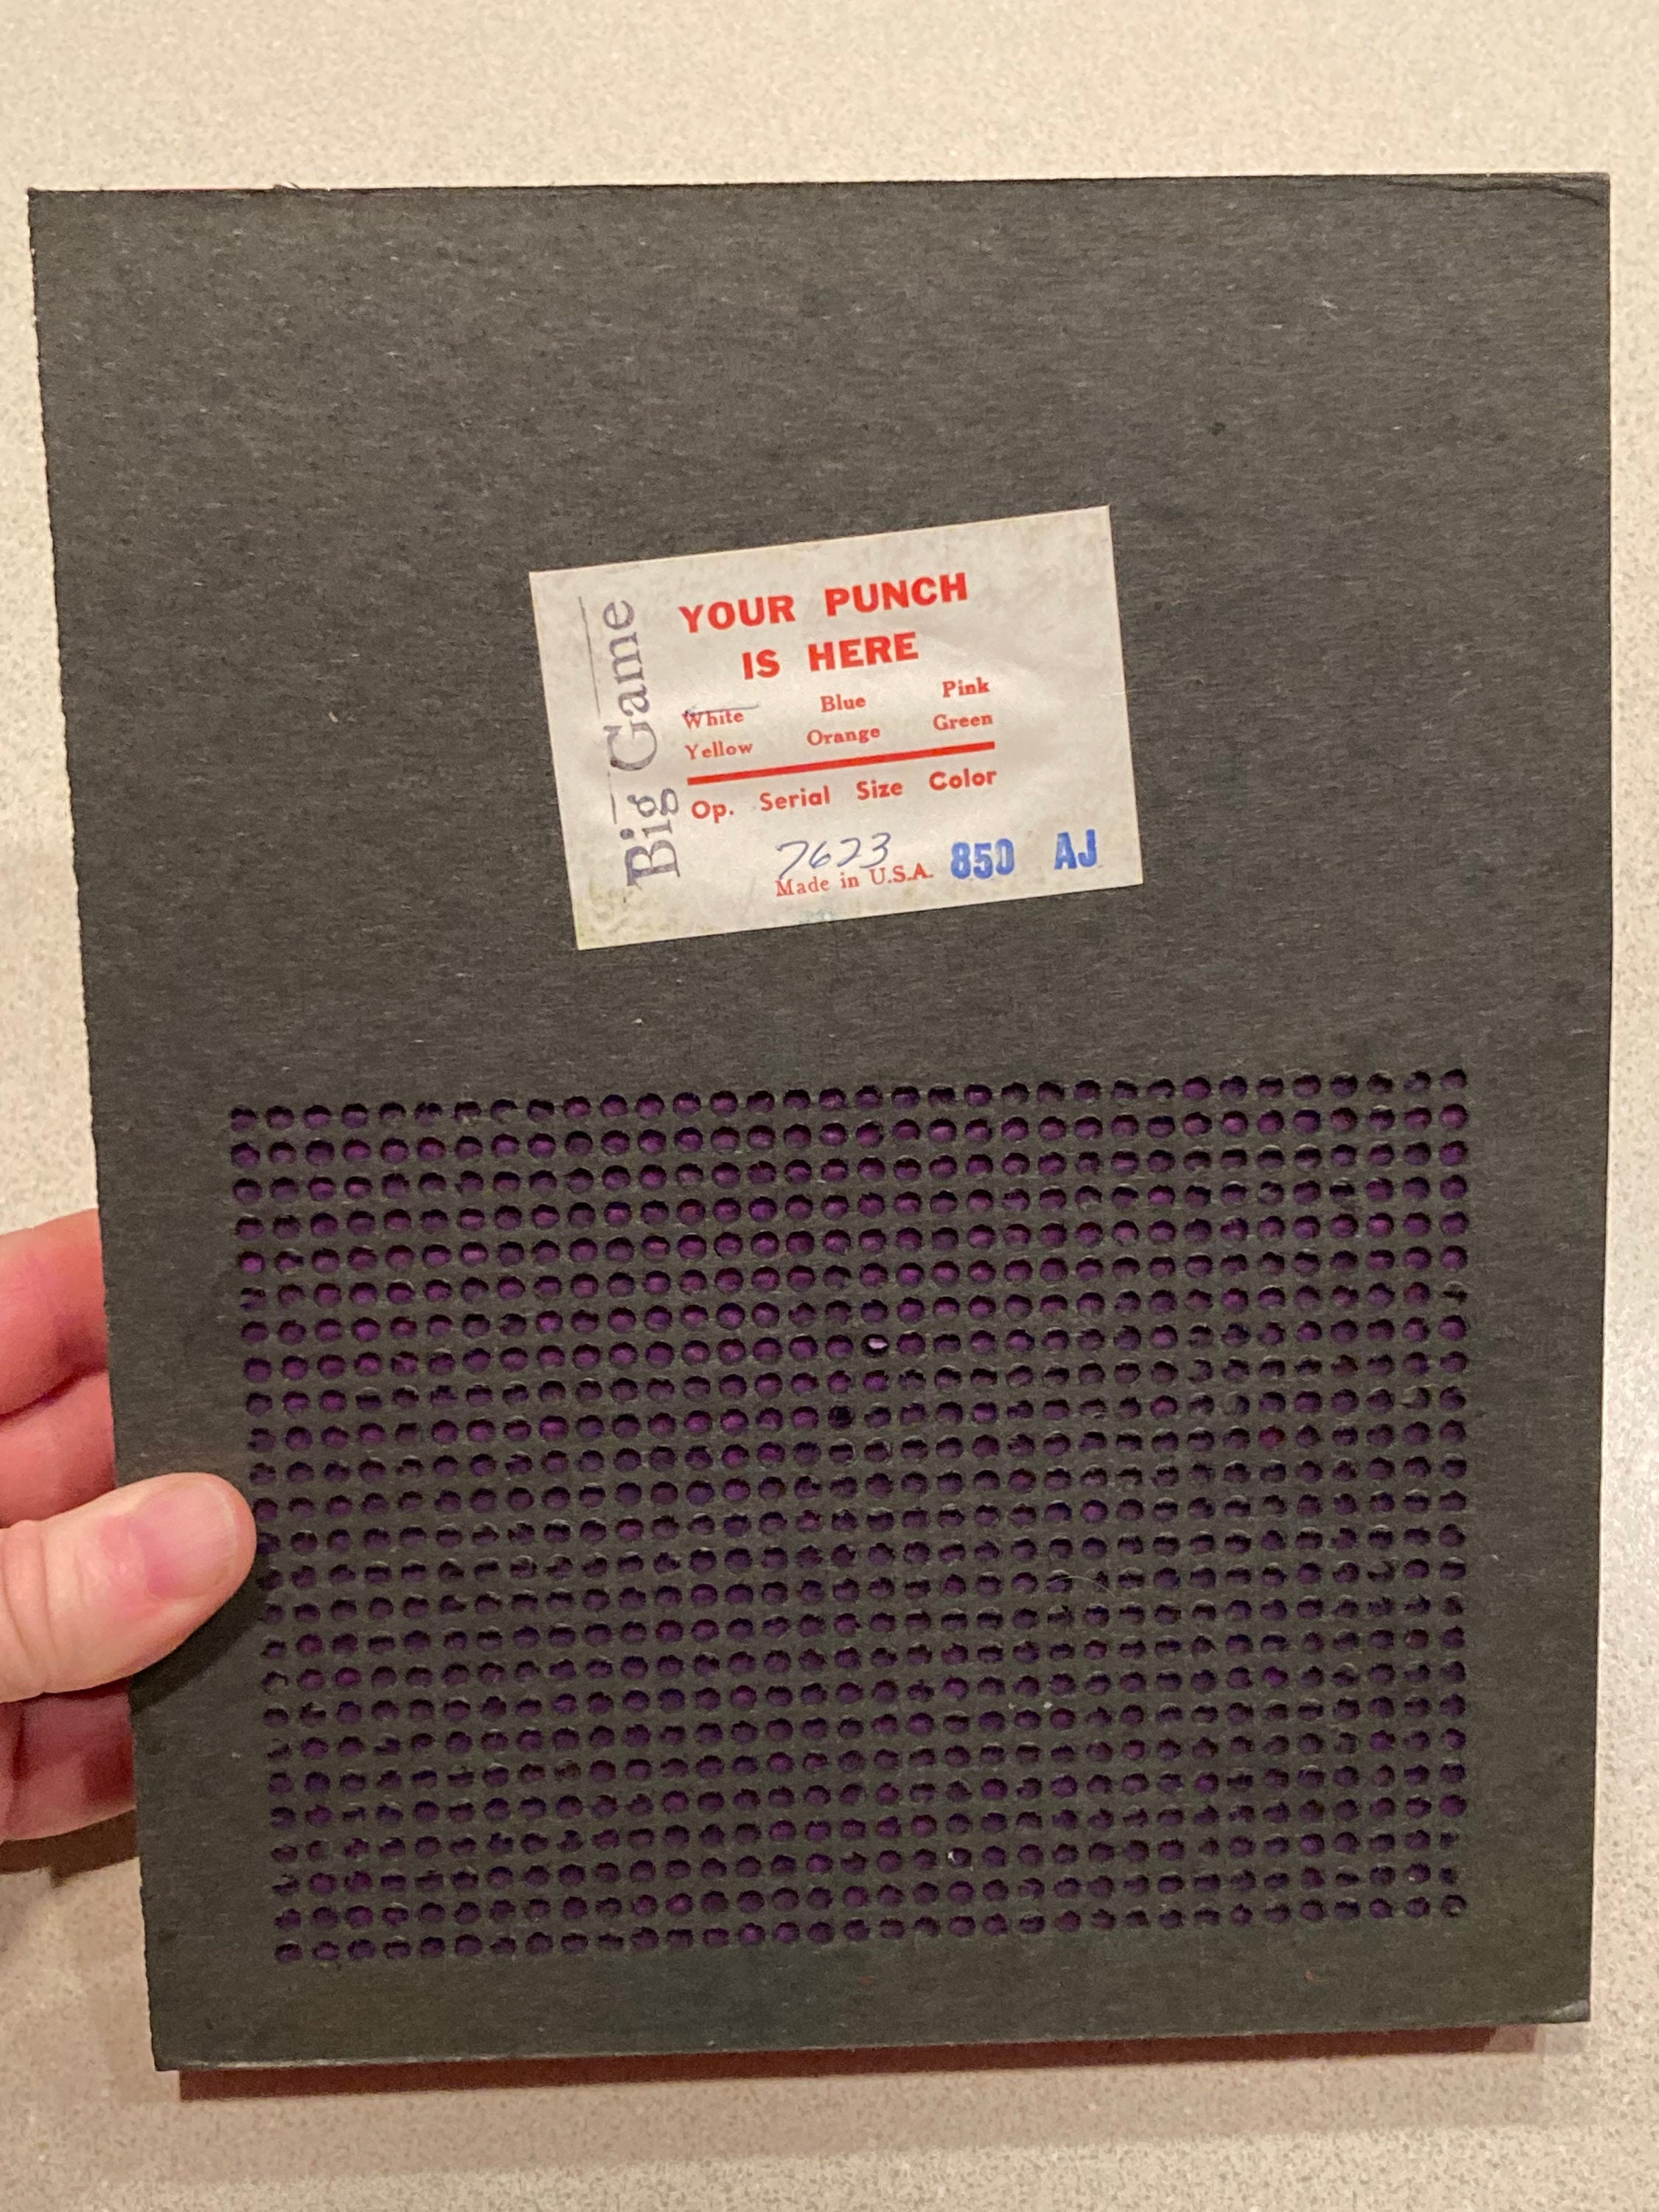 Big Game
YOUR PUNCH
IS HERE
White Blue Pink
Yellow Orange Green
Op. Serial Size Color
7623 850 AJ
Made in U.S.A.